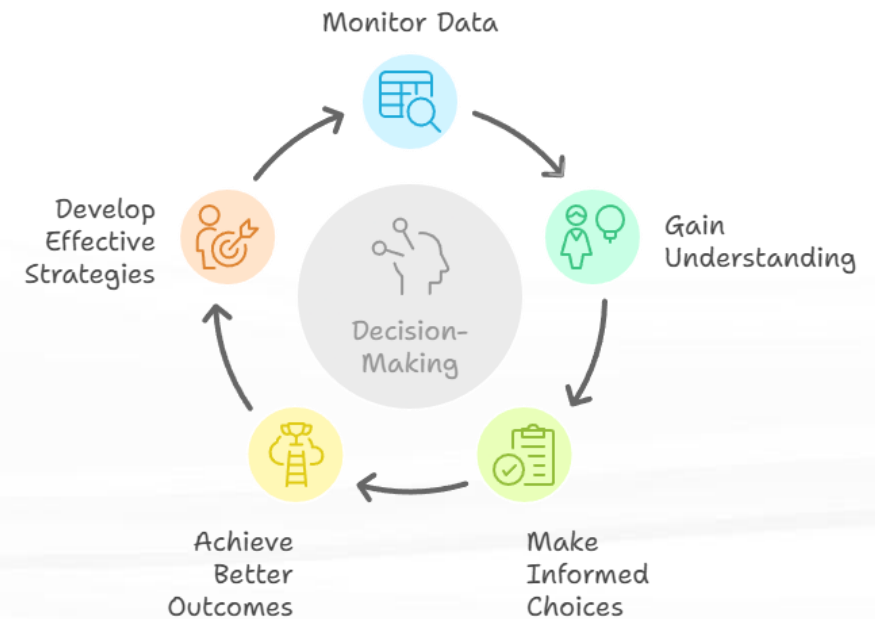 Monitor Data
Gain
Understanding
Make
Informed
Choices
Achieve
Better
Outcomes
Develop
Effective
Strategies
Decision-
Making